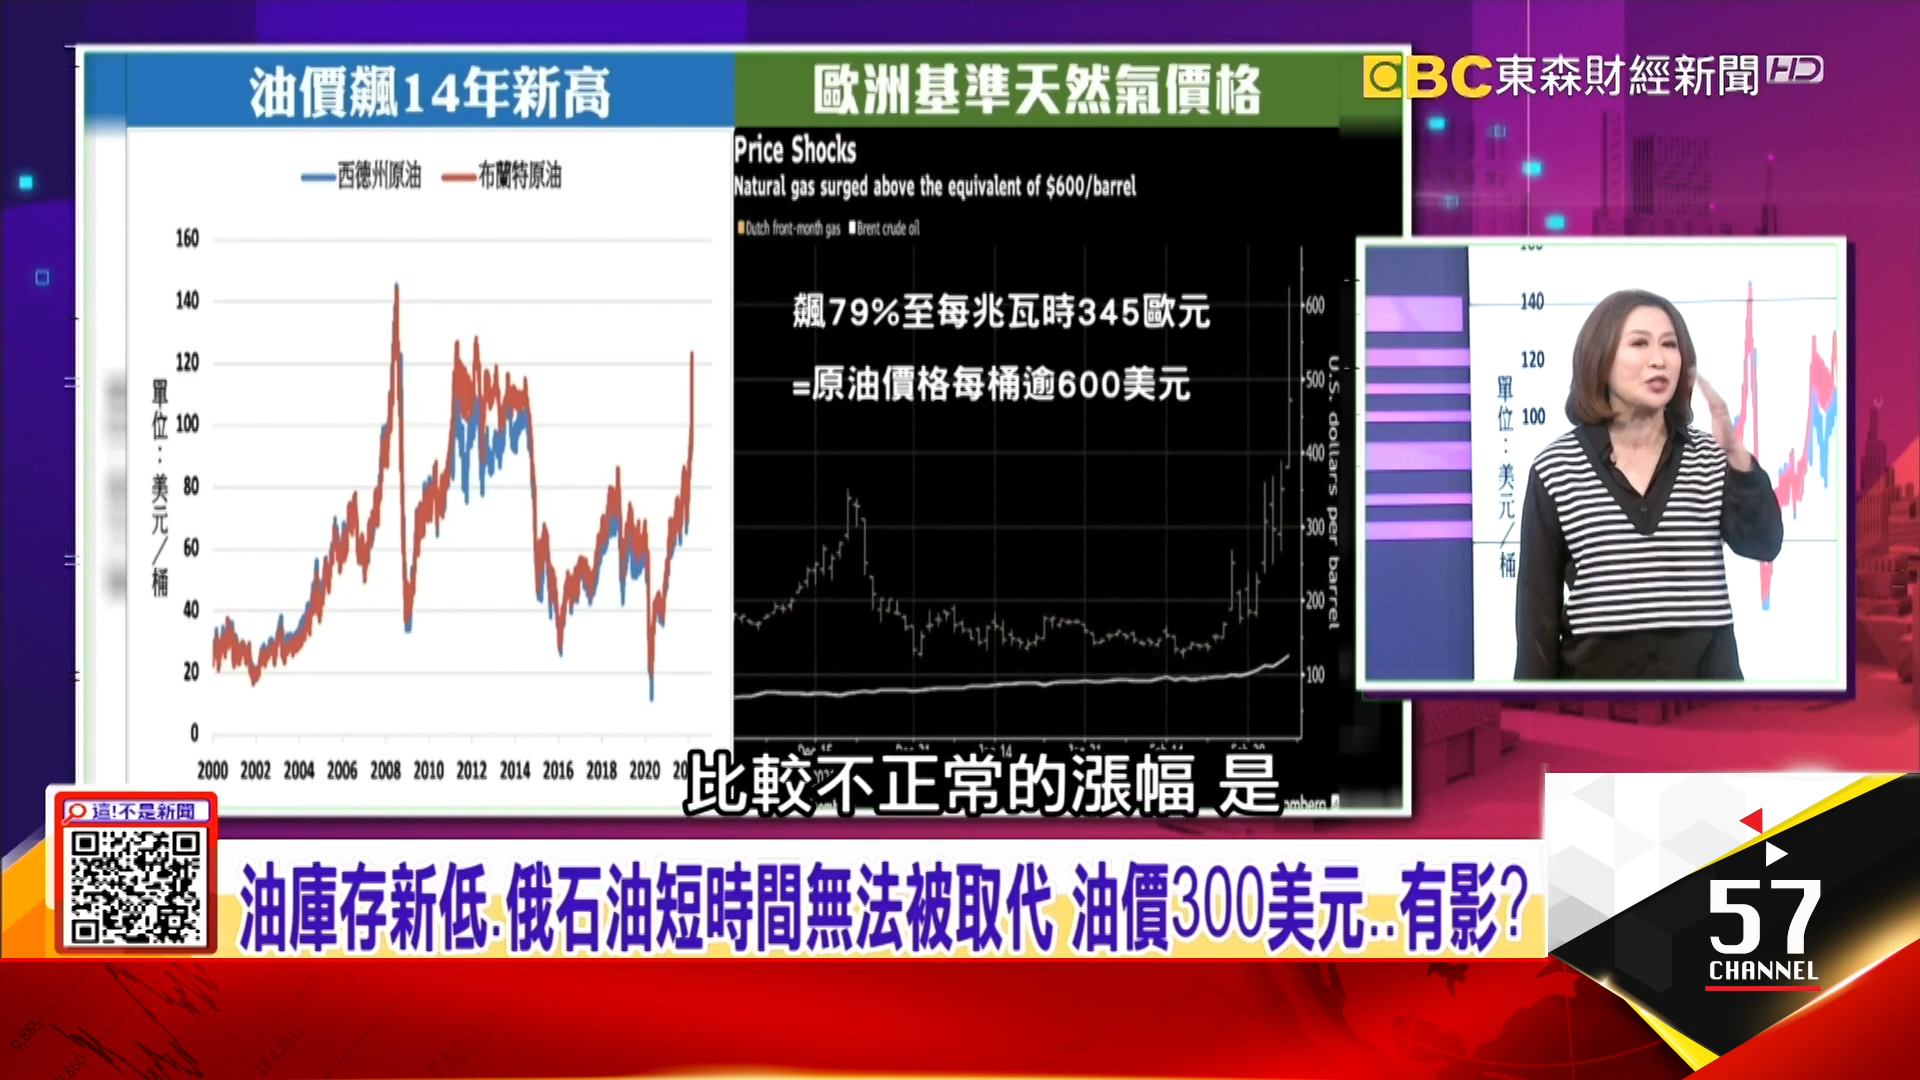 油價飆14年新高
歐洲基準天然氣價格
EBC東森財經新聞HD
西德州原油
布蘭特原油
160
140
120
100
80
60
40
20
0
單位：美元／桶
2000 2002 2004 2006 2008 2010 2012 2014 2016 2018 2020
Price Shocks
Natural gas surged above the equivalent of $600/barrel
Dutch front-month gas
Brent crude oil
飆79%至每兆瓦時345歐元
=原油價格每桶逾600美元
600
500
400
300
200
100
U.S. dollars per barrel
140
120
100
單位：美元／桶
比較不正常的漲幅 是
這!不是新聞
油庫存新低.俄石油短時間無法被取代 油價300美元..有影?
57
CHANNEL